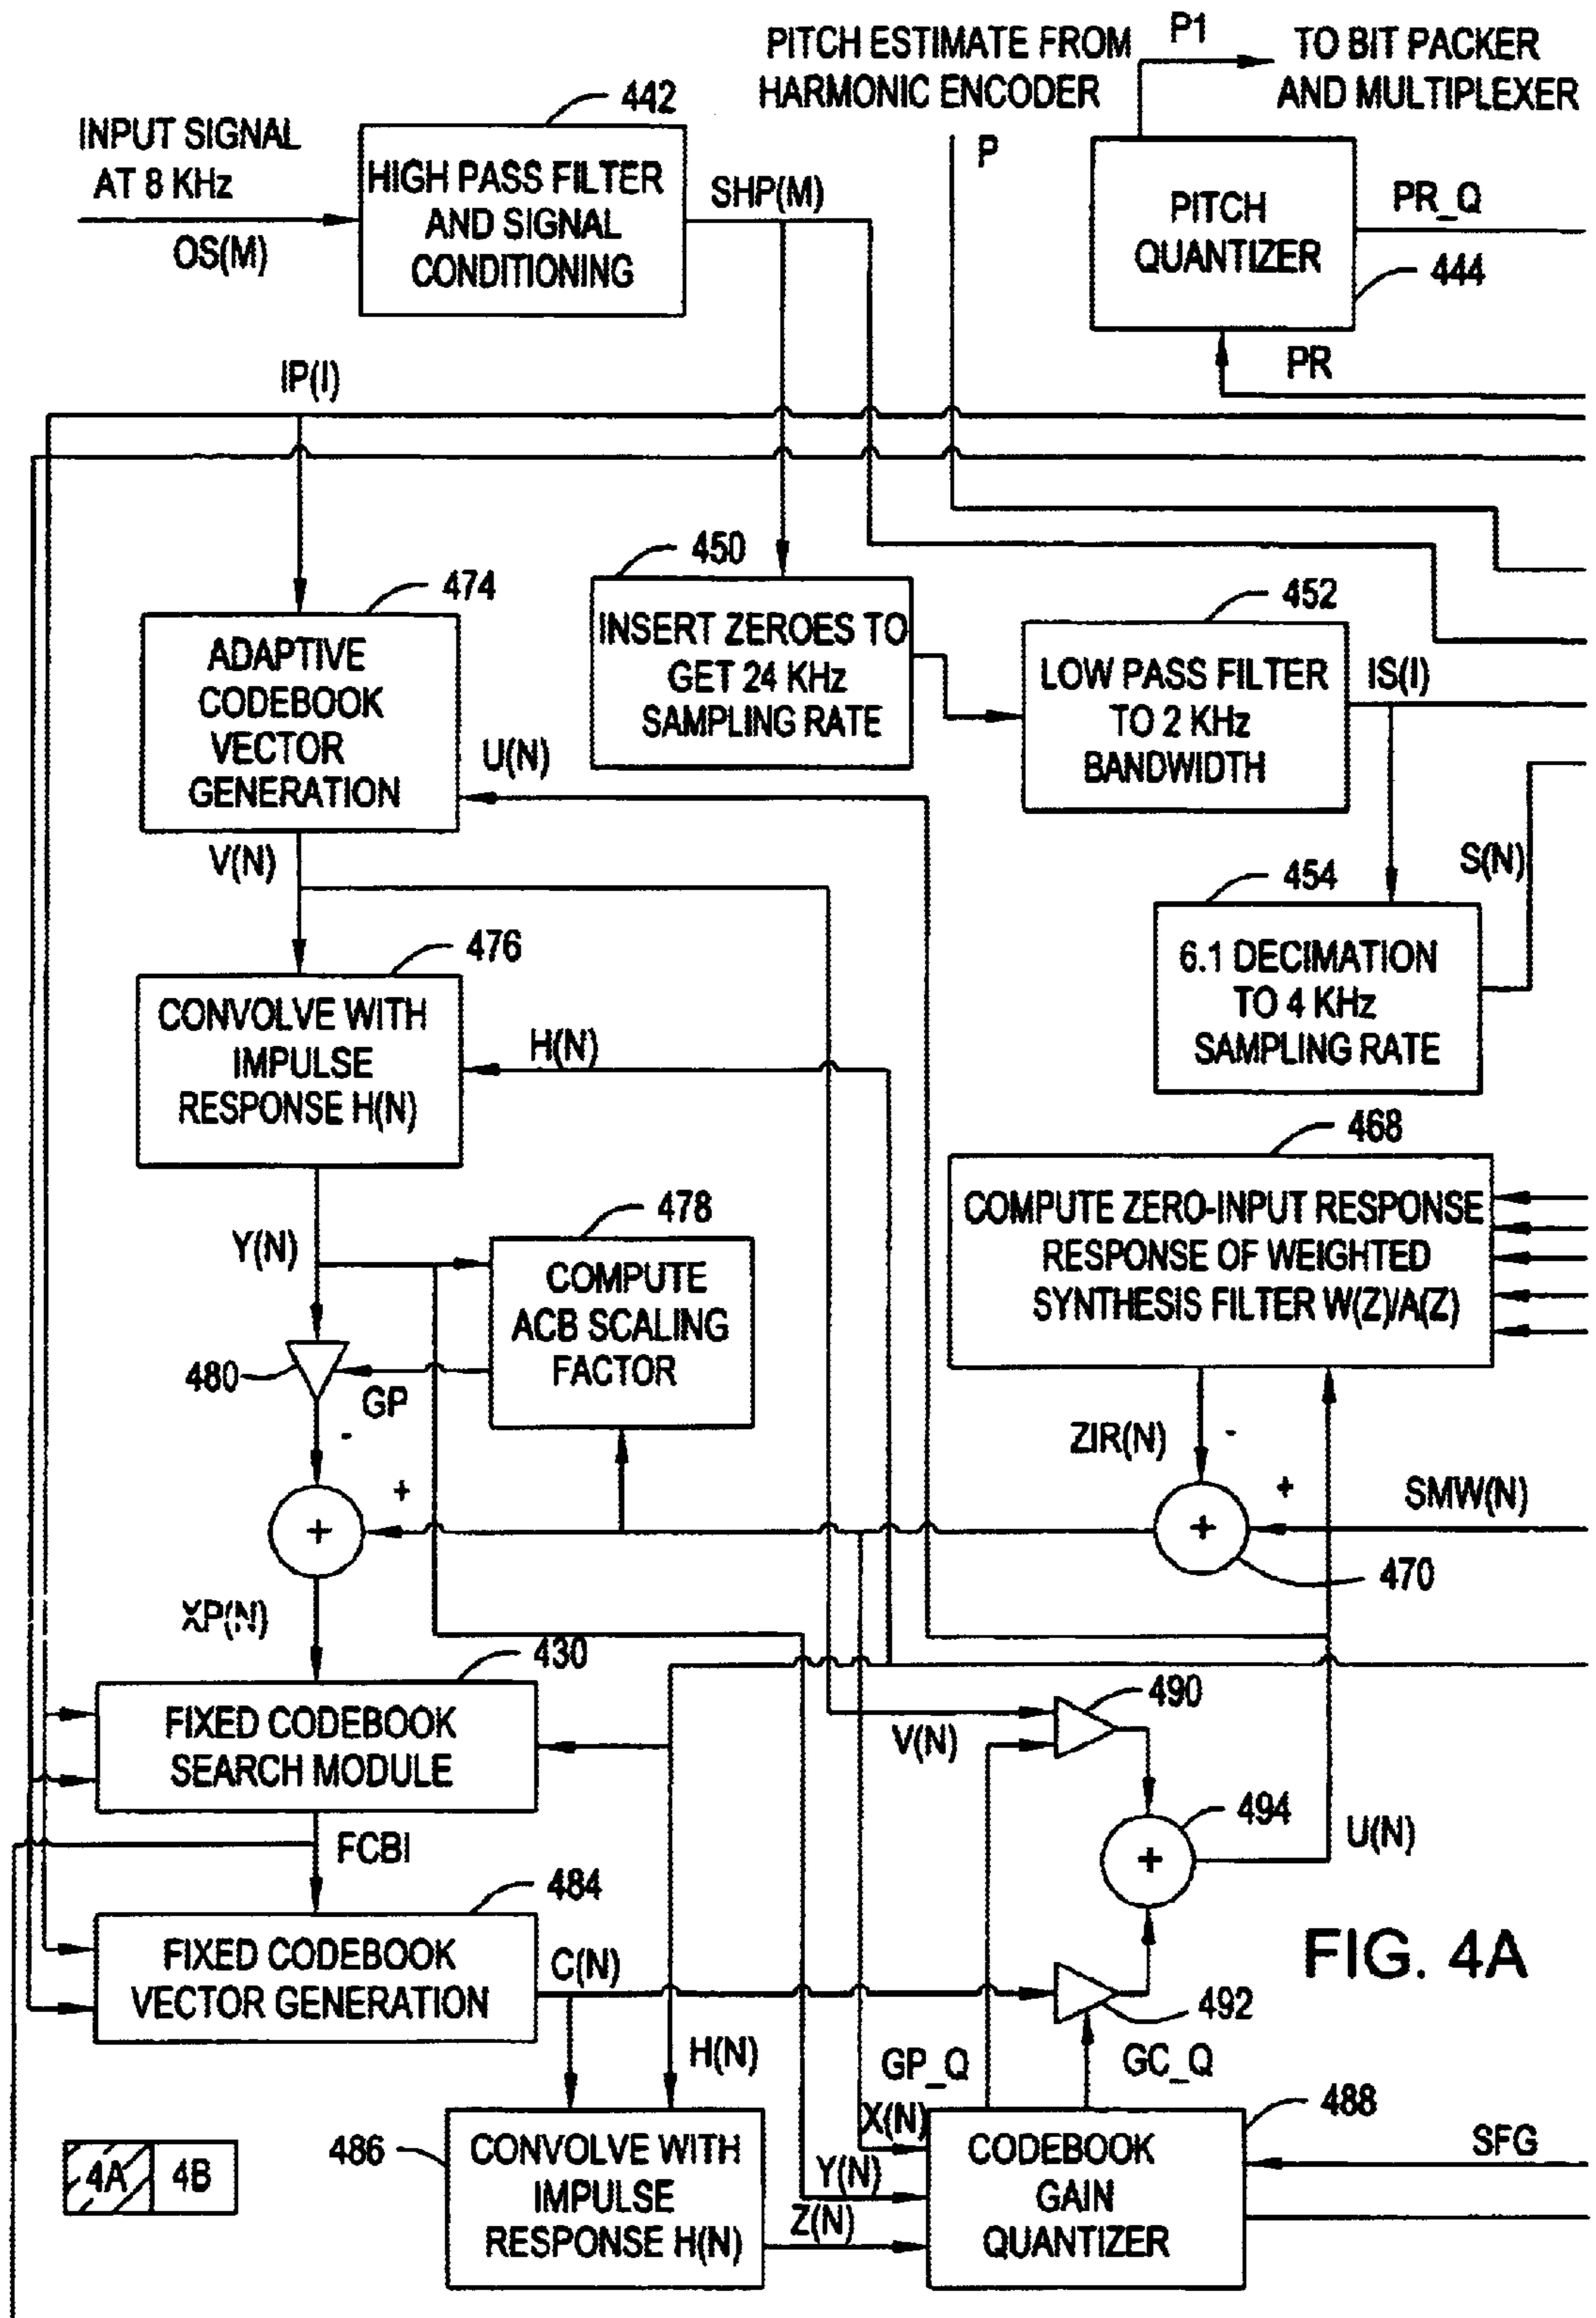 PITCH ESTIMATE FROM
HARMONIC ENCODER
P1
TO BIT PACKER
AND MULTIPLEXER
442
INPUT SIGNAL
AT 8 KHz
OS(M)
HIGH PASS FILTER
AND SIGNAL
CONDITIONING
SHP(M)
P
PITCH
QUANTIZER
PR_Q
444
PR
IP(I)
450
INSERT ZEROES TO
GET 24 KHz
SAMPLING RATE
452
LOW PASS FILTER
TO 2 KHz
BANDWIDTH
IS(I)
474
ADAPTIVE
CODEBOOK
VECTOR
GENERATION
U(N)
V(N)
454
S(N)
6.1 DECIMATION
TO 4 KHz
SAMPLING RATE
476
CONVOLVE WITH
IMPULSE
RESPONSE H(N)
H(N)
468
COMPUTE ZERO-INPUT RESPONSE
RESPONSE OF WEIGHTED
SYNTHESIS FILTER W(Z)/A(Z)
478
Y(N)
COMPUTE
ACB SCALING
FACTOR
480
GP
-
+
+
ZIR(N)
-
+
+
SMW(N)
470
XP(N)
430
FIXED CODEBOOK
SEARCH MODULE
490
V(N)
494
+
U(N)
FCBI
484
FIXED CODEBOOK
VECTOR GENERATION
C(N)
492
FIG. 4A
H(N)
GP_Q
GC_Q
488
X(N)
486
CONVOLVE WITH
IMPULSE
RESPONSE H(N)
Y(N)
Z(N)
CODEBOOK
GAIN
QUANTIZER
SFG
4A 4B